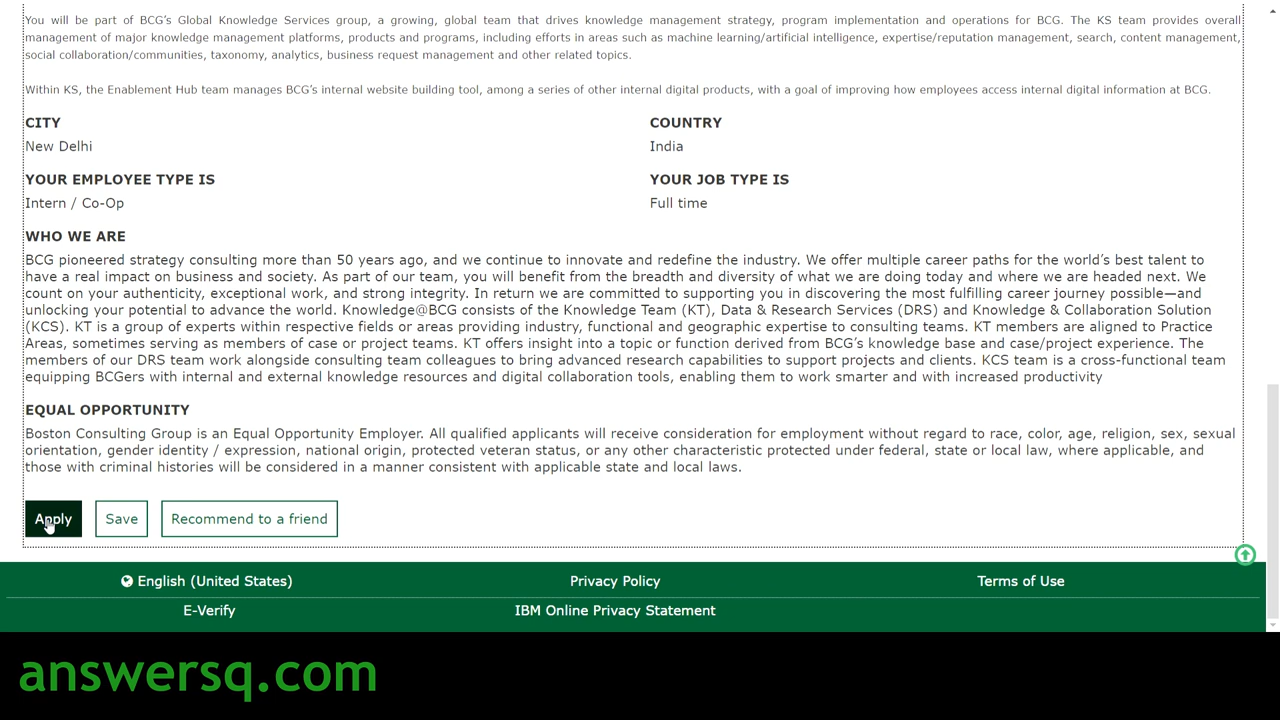 You will be part of BCG’s Global Knowledge Services group, a growing, global team that drives knowledge management strategy, program implementation and operations for BCG. The KS team provides overall
management of major knowledge management platforms, products and programs, including efforts in areas such as machine learning/artificial intelligence, expertise/reputation management, search, content management,
social collaboration/communities, taxonomy, analytics, business request management and other related topics.
Within KS, the Enablement Hub team manages BCG’s internal website building tool, among a series of other internal digital products, with a goal of improving how employees access internal digital information at BCG.
CITY
New Delhi
COUNTRY
India
YOUR EMPLOYEE TYPE IS
Intern / Co-Op
YOUR JOB TYPE IS
Full time
WHO WE ARE
BCG pioneered strategy consulting more than 50 years ago, and we continue to innovate and redefine the industry. We offer multiple career paths for the world’s best talent to
have a real impact on business and society. As part of our team, you will benefit from the breadth and diversity of what we are doing today and where we are headed next. We
count on your authenticity, exceptional work, and strong integrity. In return we are committed to supporting you in discovering the most fulfilling career journey possible—and
unlocking your potential to advance the world. Knowledge@BCG consists of the Knowledge Team (KT), Data & Research Services (DRS) and Knowledge & Collaboration Solution
(KCS). KT is a group of experts within respective fields or areas providing industry, functional and geographic expertise to consulting teams. KT members are aligned to Practice
Areas, sometimes serving as members of case or project teams. KT offers insight into a topic or function derived from BCG’s knowledge base and case/project experience. The
members of our DRS team work alongside consulting team colleagues to bring advanced research capabilities to support projects and clients. KCS team is a cross-functional team
equipping BCGers with internal and external knowledge resources and digital collaboration tools, enabling them to work smarter and with increased productivity
EQUAL OPPORTUNITY
Boston Consulting Group is an Equal Opportunity Employer. All qualified applicants will receive consideration for employment without regard to race, color, age, religion, sex, sexual
orientation, gender identity / expression, national origin, protected veteran status, or any other characteristic protected under federal, state or local law, where applicable, and
those with criminal histories will be considered in a manner consistent with applicable state and local laws.
Apply
Save
Recommend to a friend
English (United States)
Privacy Policy
Terms of Use
E-Verify
IBM Online Privacy Statement
answersq.com